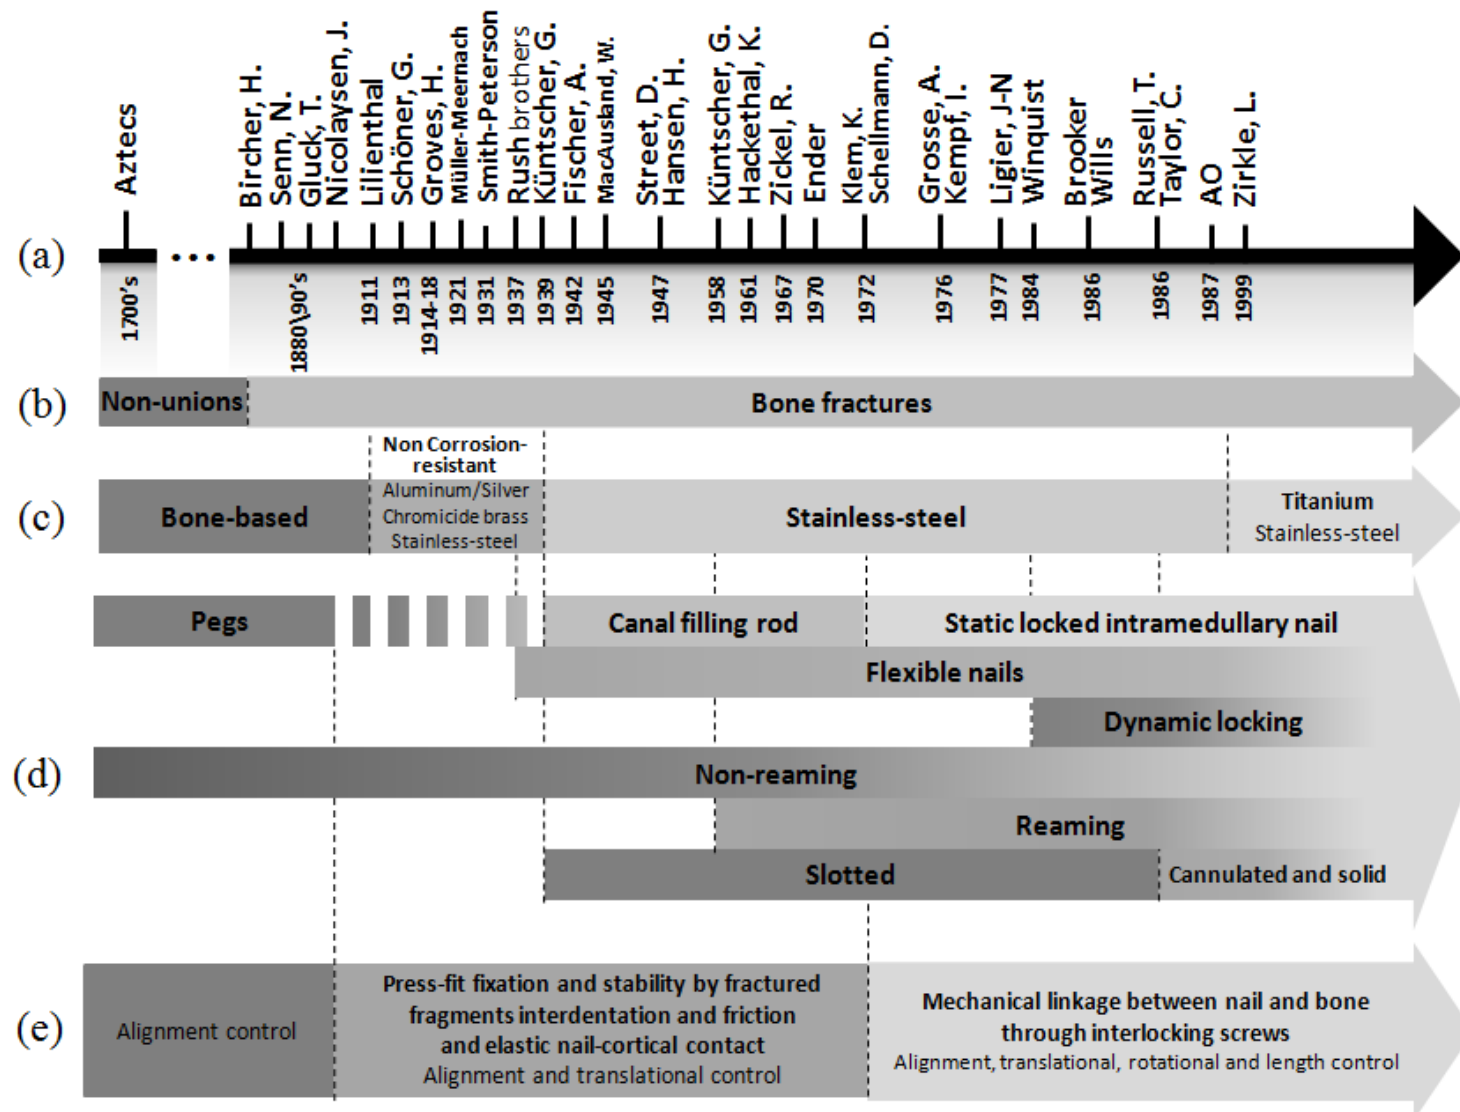 Aztecs
Bircher, H.
Senn, N.
Gluck, T.
Nicolaysen, J.
Lilienthal
Schöner, G.
Groves, H.
Müller-Meernach
Smith-Peterson
Rush brothers
Küntscher, G.
Fischer, A.
MacAusland, W.
Street, D.
Hansen, H.
Küntscher, G.
Hackethal, K.
Zickel, R.
Ender
Klem, K.
Schellmann, D.
Grosse, A.
Kempf, I.
Ligier, J-N
Winquist
Brooker
Wills
Russell, T.
Taylor, C.
AO
Zirkle, L.
(a)
...
1700's
1880\90's
1911
1913
1914-18
1921
1931
1937
1939
1942
1945
1947
1958
1961
1967
1970
1972
1976
1977
1984
1986
1986
1987
1999
(b)
Non-unions
Bone fractures
(c)
Bone-based
Non Corrosion-
resistant
Aluminum/Silver
Chromicide brass
Stainless-steel
Stainless-steel
Titanium
Stainless-steel
(d)
Pegs
Canal filling rod
Static locked intramedullary nail
Flexible nails
Dynamic locking
Non-reaming
Reaming
Slotted
Cannulated and solid
(e)
Alignment control
Press-fit fixation and stability by fractured
fragments interdentation and friction
and elastic nail-cortical contact
Alignment and translational control
Mechanical linkage between nail and bone
through interlocking screws
Alignment, translational, rotational and length control